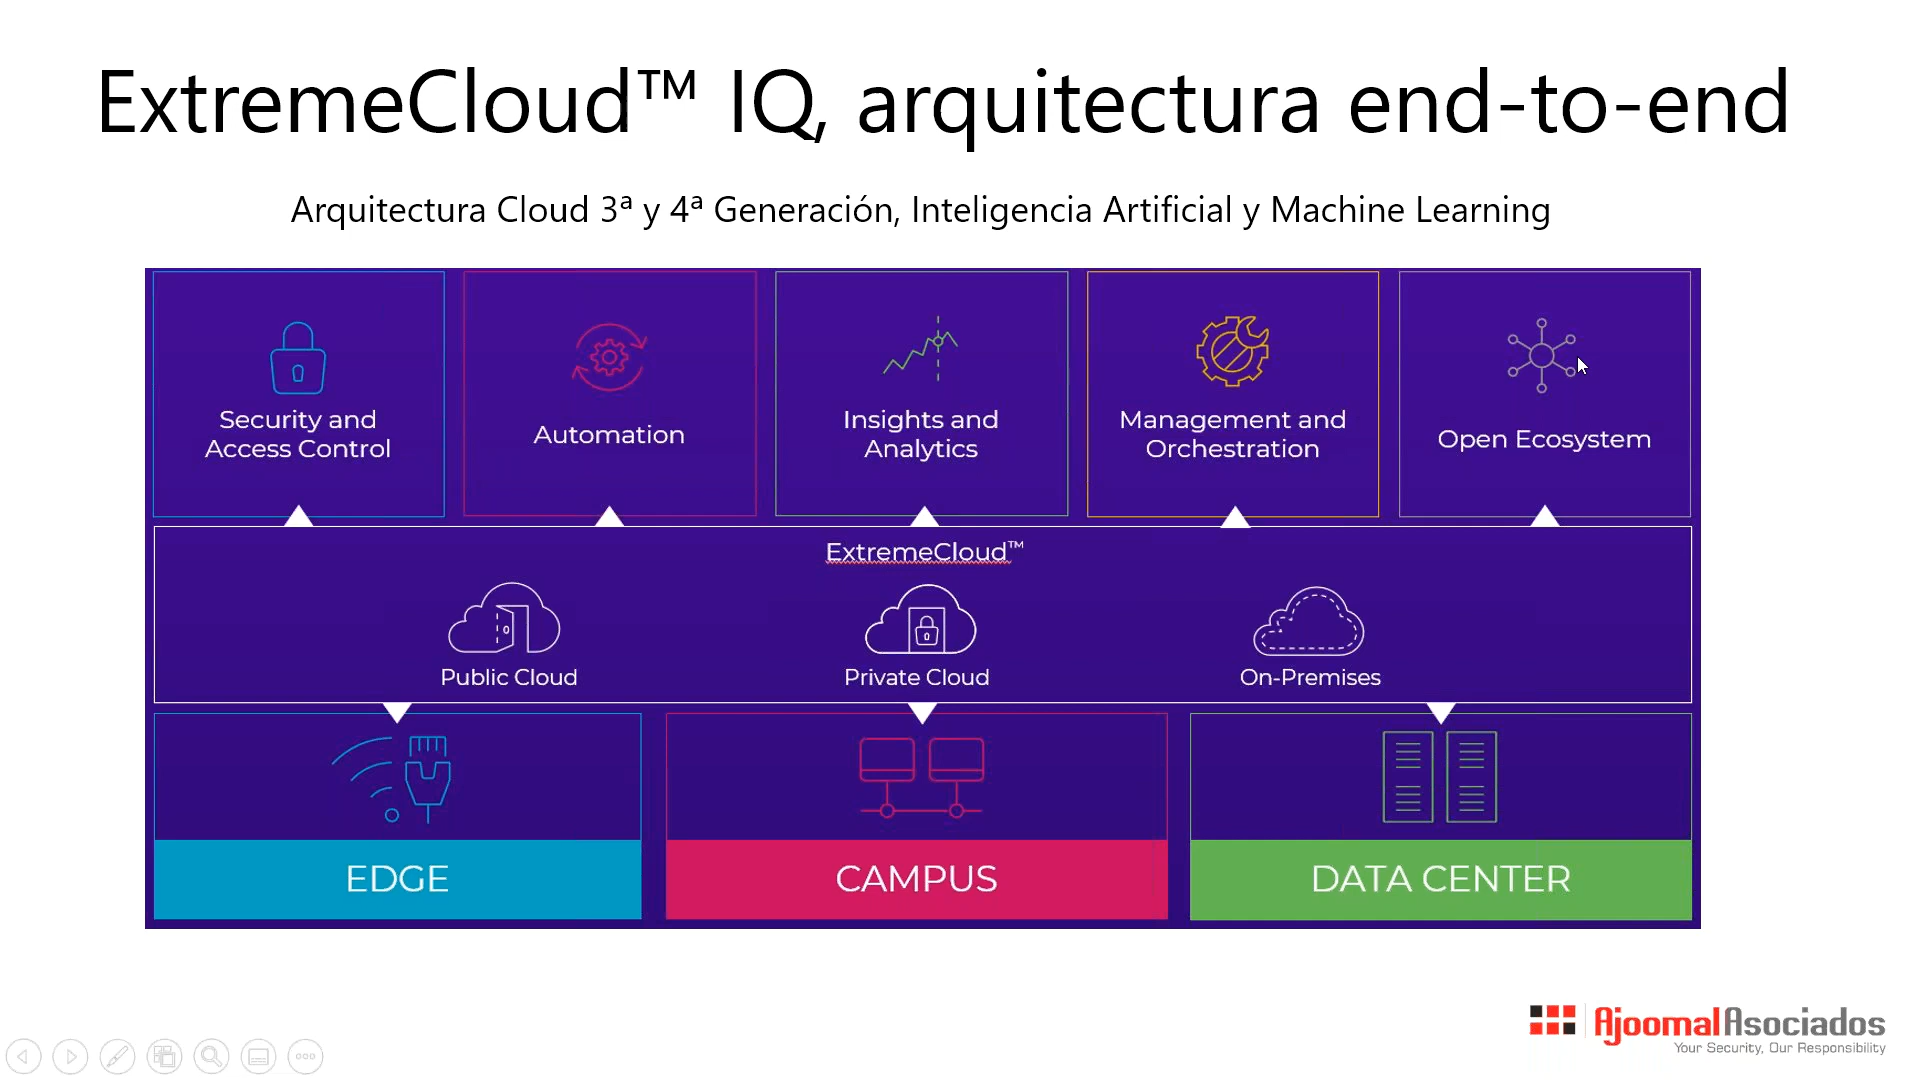 ExtremeCloud™ IQ, arquitectura end-to-end
Arquitectura Cloud 3ª y 4ª Generación, Inteligencia Artificial y Machine Learning
Security and
Access Control
Automation
Insights and
Analytics
Management and
Orchestration
Open Ecosystem
ExtremeCloud™
Public Cloud
Private Cloud
On-Premises
EDGE
CAMPUS
DATA CENTER
AjoomalAsociados
Your Security, Our Responsibility